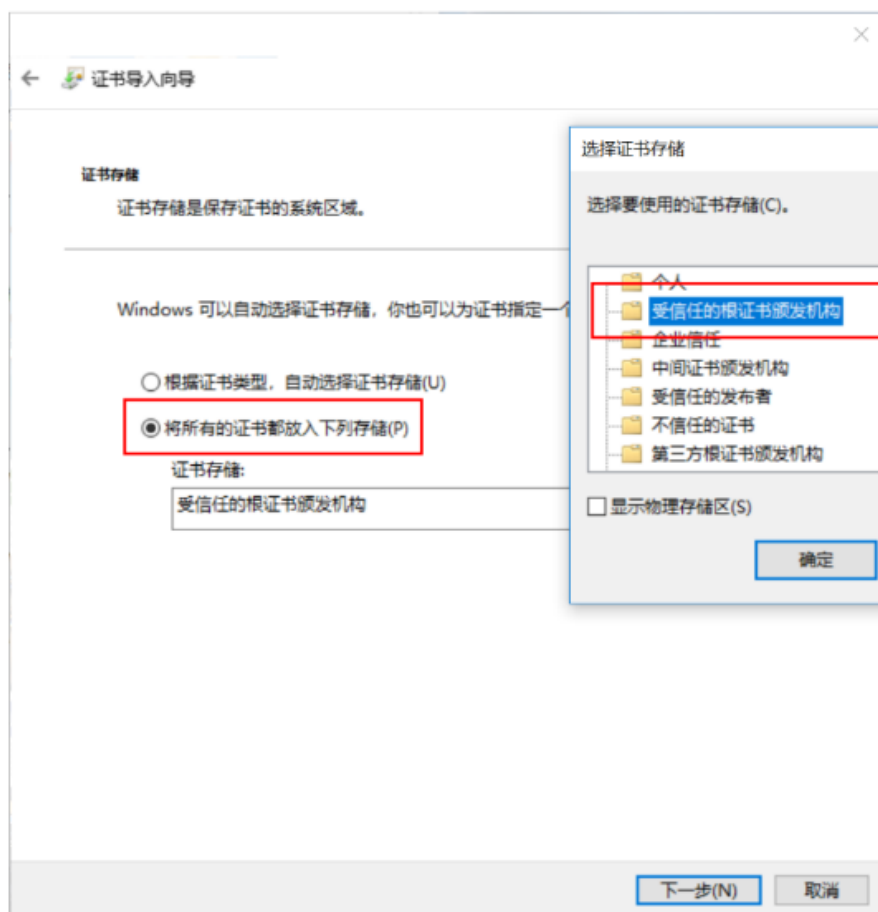 证书导入向导
证书存储
证书存储是保存证书的系统区域。
Windows 可以自动选择证书存储，你也可以为证书指定一个
根据证书类型，自动选择证书存储(U)
将所有的证书都放入下列存储(P)
证书存储:
受信任的根证书颁发机构
选择证书存储
选择要使用的证书存储(C)。
个人
受信任的根证书颁发机构
企业信任
中间证书颁发机构
受信任的发布者
不信任的证书
第三方根证书颁发机构
显示物理存储区(S)
确定
下一步(N)
取消